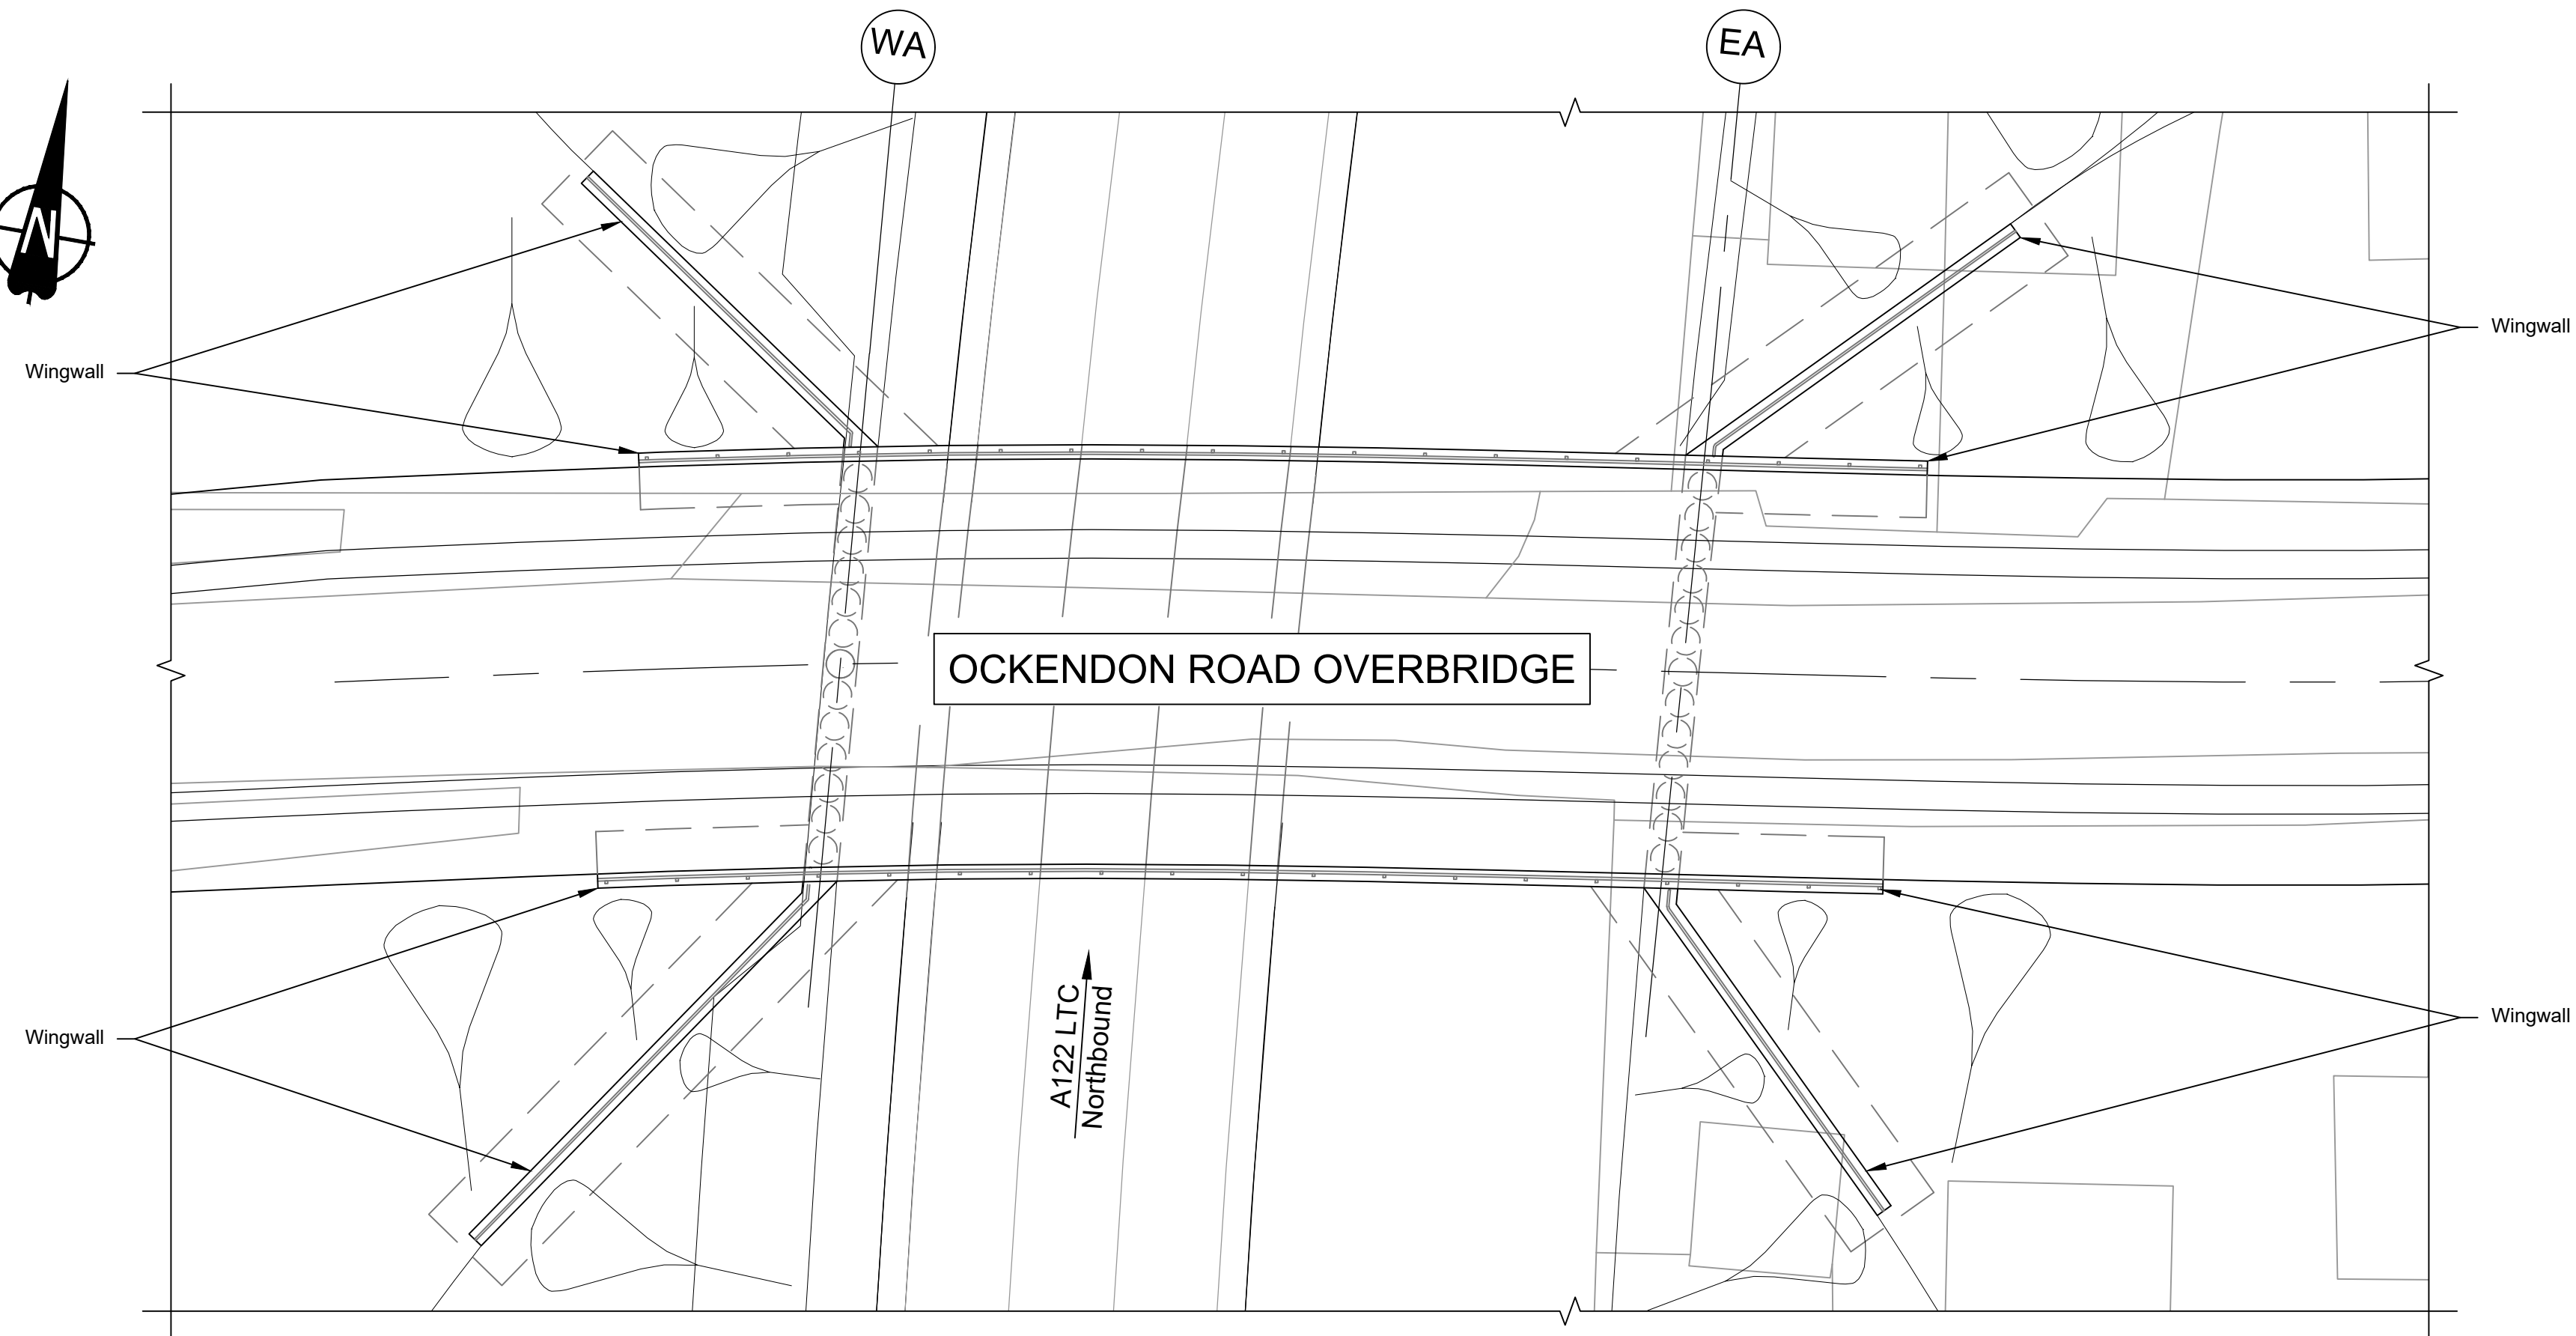 WA
EA
N
Wingwall
Wingwall
OCKENDON ROAD OVERBRIDGE
A122 LTC
Northbound
Wingwall
Wingwall